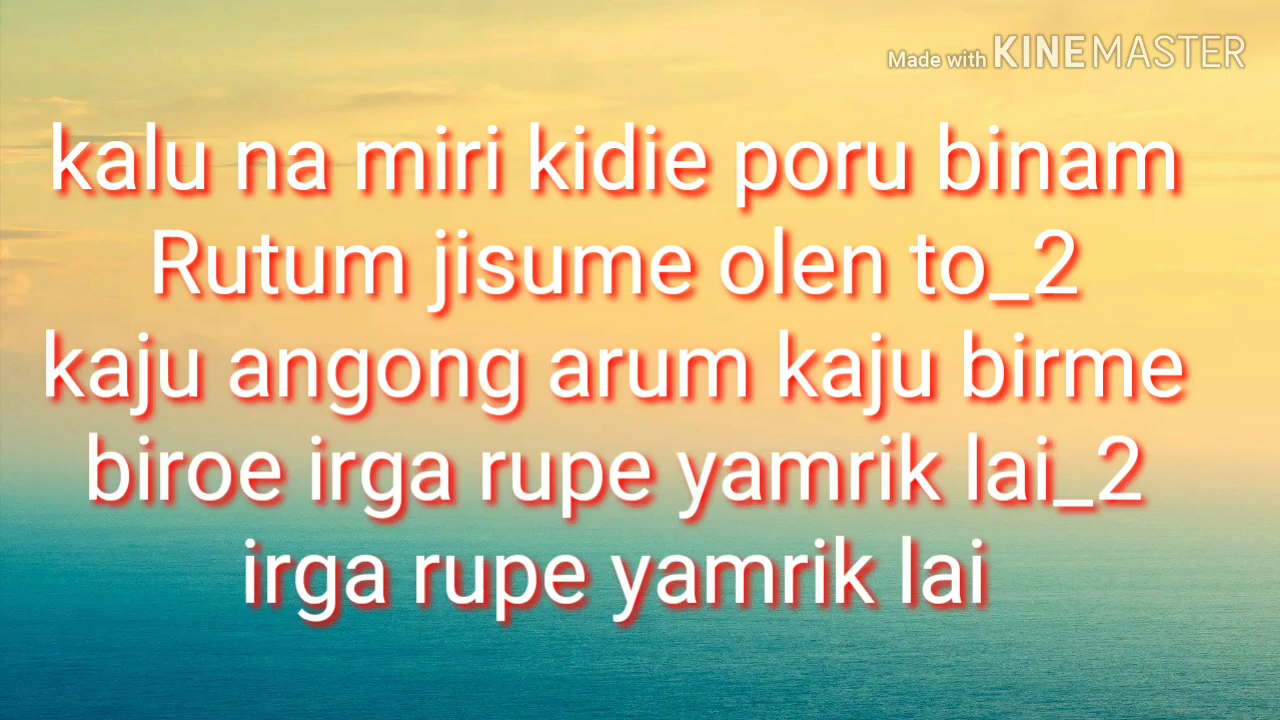 Made with KINEMASTER
kalu na miri kidie poru binam
Rutum jisume olen to_2
kaju angong arum kaju birme
biroe irga rupe yamrik lai_2
irga rupe yamrik lai